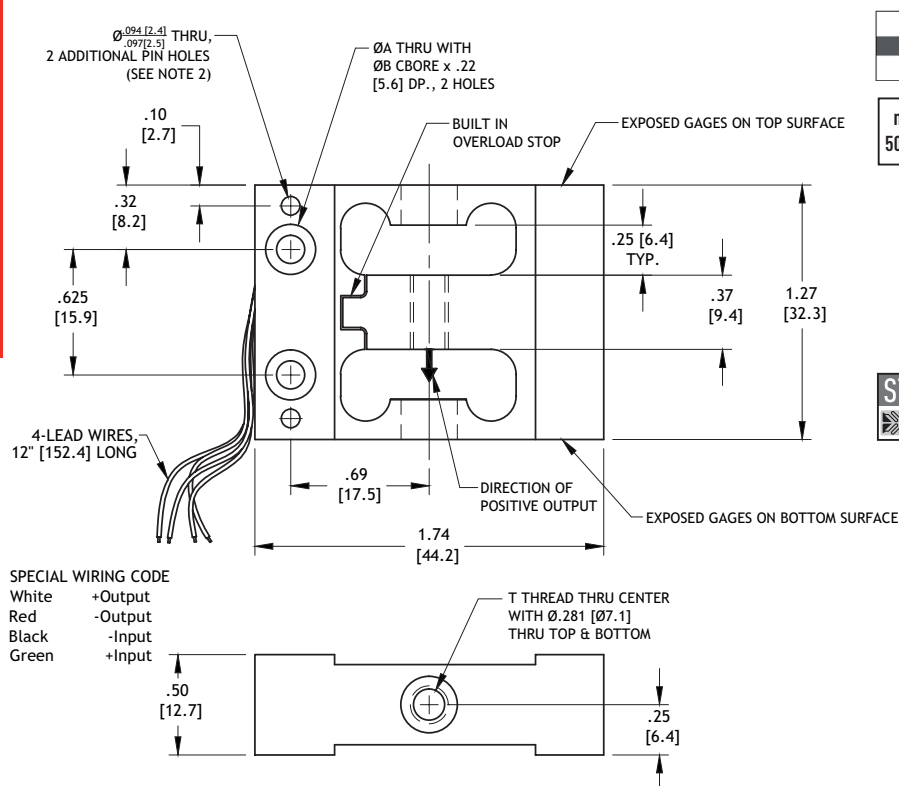 Ø.094 [2.4] THRU,
.097[2.5]
2 ADDITIONAL PIN HOLES
(SEE NOTE 2)
ØA THRU WITH
ØB CBORE x .22
[5.6] DP., 2 HOLES
.10
[2.7]
BUILT IN
OVERLOAD STOP
EXPOSED GAGES ON TOP SURFACE
.32
[8.2]
.25 [6.4]
TYP.
.625
[15.9]
.37
[9.4]
1.27
[32.3]
4-LEAD WIRES,
12" [152.4] LONG
.69
[17.5]
DIRECTION OF
POSITIVE OUTPUT
EXPOSED GAGES ON BOTTOM SURFACE
1.74
[44.2]
SPECIAL WIRING CODE
White +Output
Red -Output
Black -Input
Green +Input
T THREAD THRU CENTER
WITH Ø.281 [Ø7.1]
THRU TOP & BOTTOM
.50
[12.7]
.25
[6.4]
50